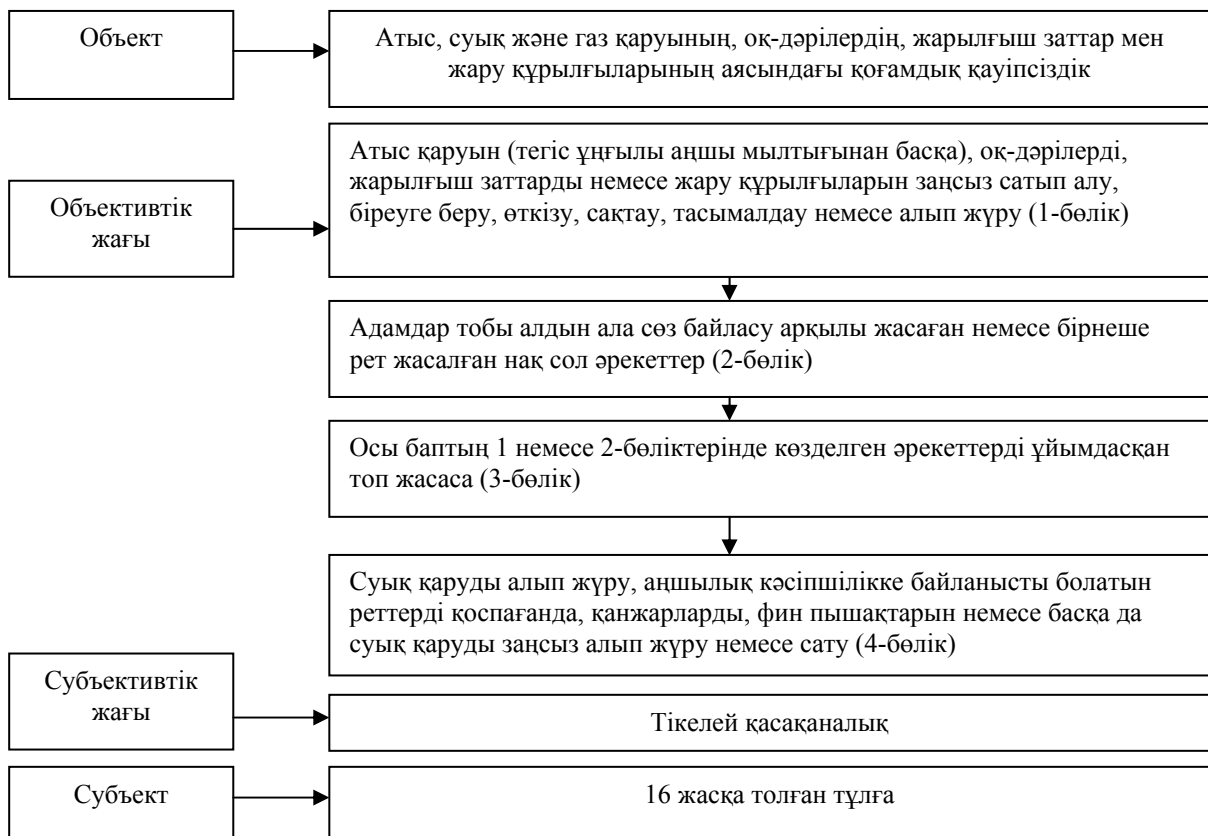 Объект
Атыс, суық және газ қаруының, оқ-дәрілердің, жарылғыш заттар мен
жару құрылғыларының аясындағы қоғамдық қауіпсіздік
Объективтік
жағы
Атыс қаруын (тегіс ұңғылы аңшы мылтығынан басқа), оқ-дәрілерді,
жарылғыш заттарды немесе жару құрылғыларын заңсыз сатып алу,
біреуге беру, өткізу, сақтау, тасымалдау немесе алып жүру (1-бөлік)
Адамдар тобы алдын ала сөз байласу арқылы жасаған немесе бірнеше
рет жасалған нақ сол әрекеттер (2-бөлік)
Осы баптың 1 немесе 2-бөліктерінде көзделген әрекеттерді ұйымдасқан
топ жасаса (3-бөлік)
Суық қаруды алып жүру, аңшылық кәсіпшілікке байланысты болатын
реттерді қоспағанда, қанжарларды, фин пышақтарын немесе басқа да
суық қаруды заңсыз алып жүру немесе сату (4-бөлік)
Субъективтік
жағы
Тікелей қасақаналық
Субъект
16 жасқа толған тұлға